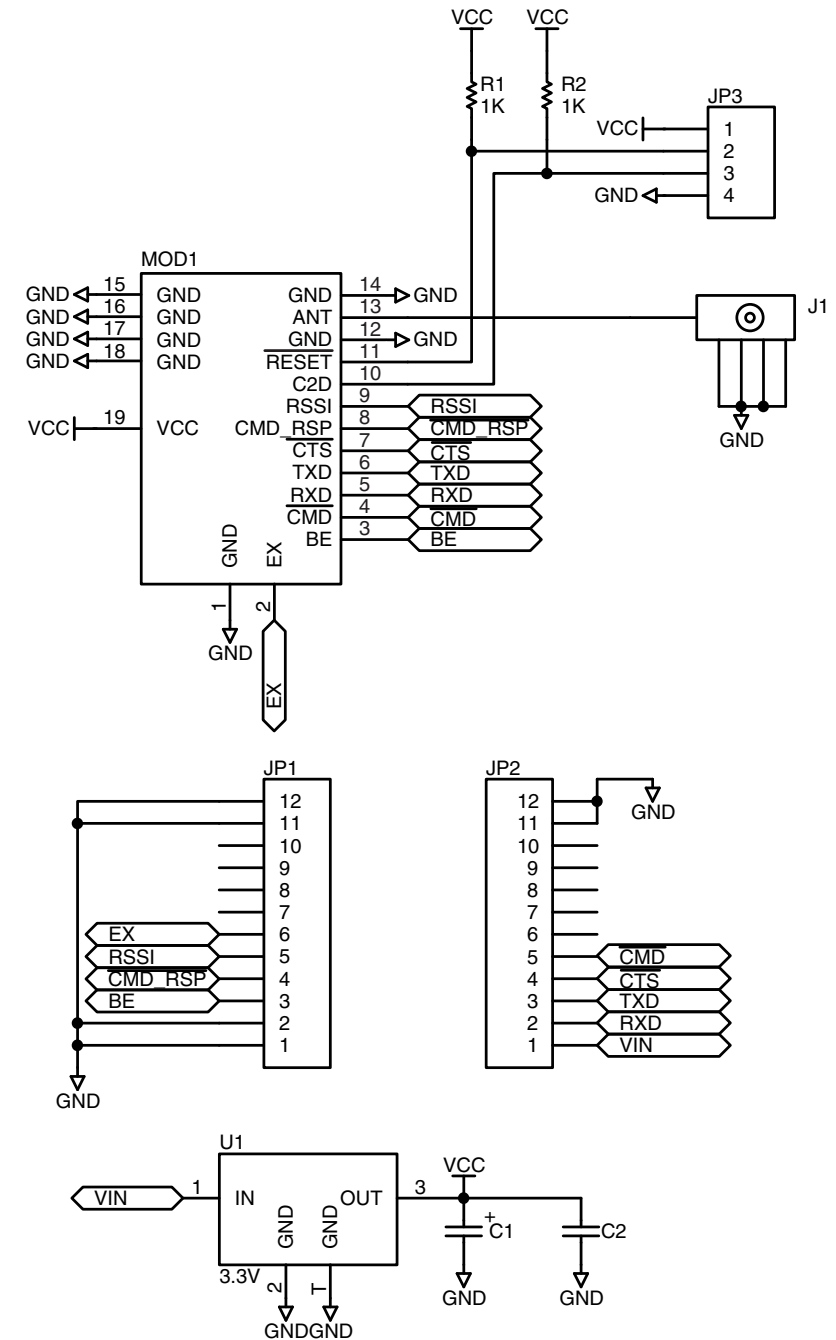 VCC VCC
R1 R2
1K 1K
JP3
VCC 1
2
3
GND 4
MOD1
GND 15 GND GND 14 GND
GND 16 GND ANT 13
GND 17 GND GND 12 GND
GND 18 GND RESET 11
C2D 10
J1
GND
RSSI 9 RSSI
VCC 19 VCC CMD_RSP 8 CMD_RSP
CTS 7 CTS
TXD 6 TXD
RXD 5 RXD
CMD 4 CMD
GND EX BE 3 BE
1 2
GND
EX
JP1
12
11
10
9
8
7
EX 6
RSSI 5
CMD_RSP 4
BE 3
2
1
GND
JP2
12
GND
11
10
9
8
7
6
5 CMD
4 CTS
3 TXD
2 RXD
1 VIN
U1
VCC
VIN 1 IN OUT 3
GND GND
+
C1 C2
3.3V
2 T
GND GND
GND GND